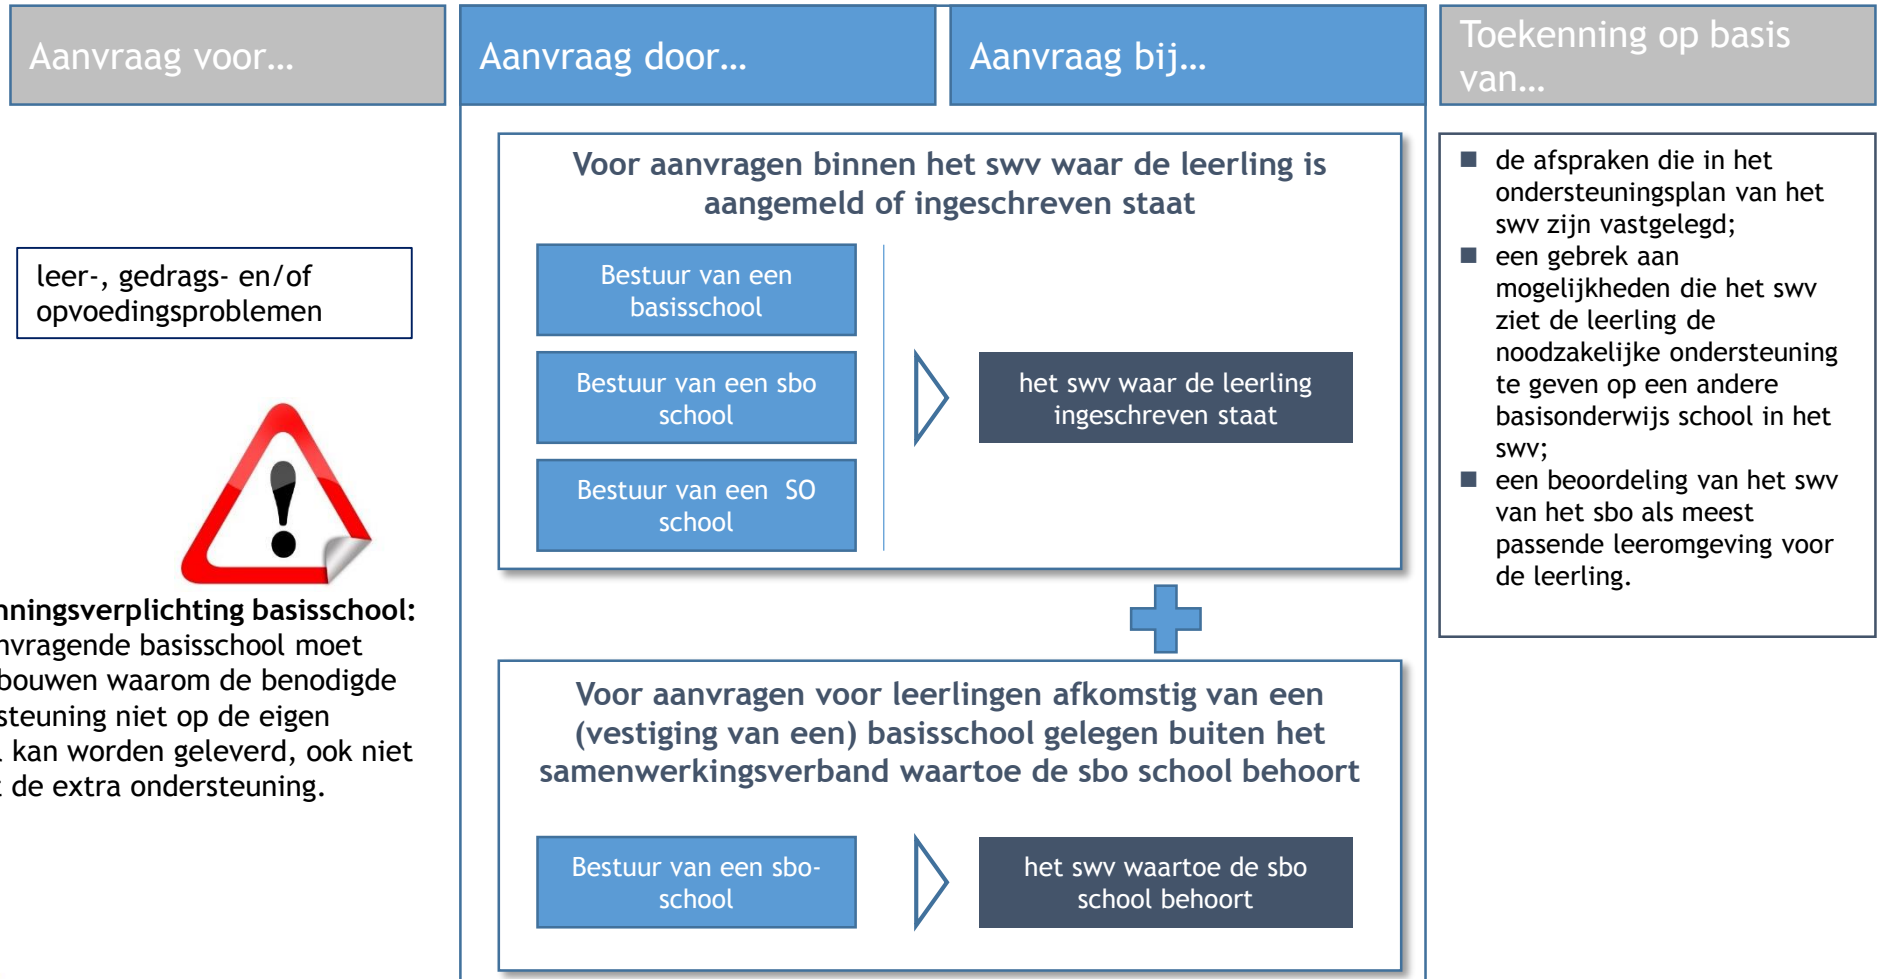 Aanvraag voor…
Aanvraag door…
Aanvraag bij…
Toekenning op basis
van…
leer-, gedrags- en/of
opvoedingsproblemen
basisschool:
basisschool moet
waarom de benodigde
niet op de eigen
kan worden geleverd, ook niet
de extra ondersteuning.
Voor aanvragen binnen het swv waar de leerling is
aangemeld of ingeschreven staat
Bestuur van een
basisschool
Bestuur van een sbo
school
Bestuur van een SO
school
het swv waar de leerling
ingeschreven staat
Voor aanvragen voor leerlingen afkomstig van een
(vestiging van een) basisschool gelegen buiten het
samenwerkingsverband waartoe de sbo school behoort
Bestuur van een sbo-
school
het swv waartoe de sbo
school behoort
de afspraken die in het
ondersteuningsplan van het
swv zijn vastgelegd;
een gebrek aan
mogelijkheden die het swv
ziet de leerling de
noodzakelijke ondersteuning
te geven op een andere
basisonderwijs school in het
swv;
een beoordeling van het swv
van het sbo als meest
passende leeromgeving voor
de leerling.